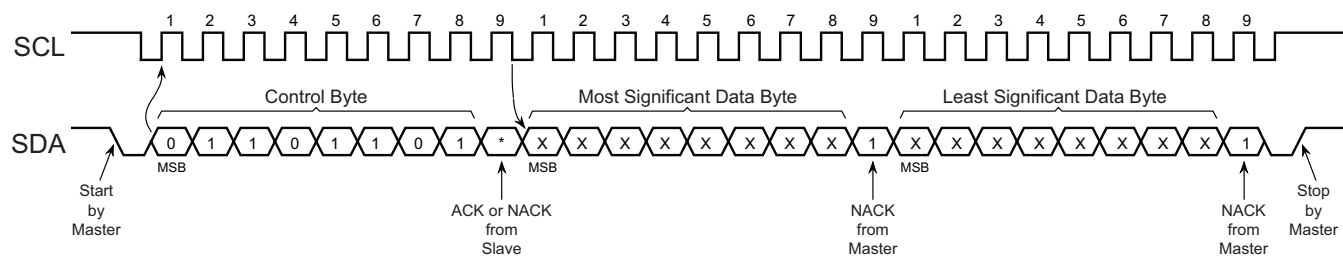 1 2 3 4 5 6 7 8 9 1 2 3 4 5 6 7 8 9 1 2 3 4 5 6 7 8 9
SCL
Control Byte Most Significant Data Byte Least Significant Data Byte
SDA 0 1 1 0 1 1 0 1 * X X X X X X X X 1 X X X X X X X X 1
MSB MSB MSB
Start
by
Master
ACK or NACK
from
Slave
NACK
from
Master
NACK
from
Master
Stop
by
Master